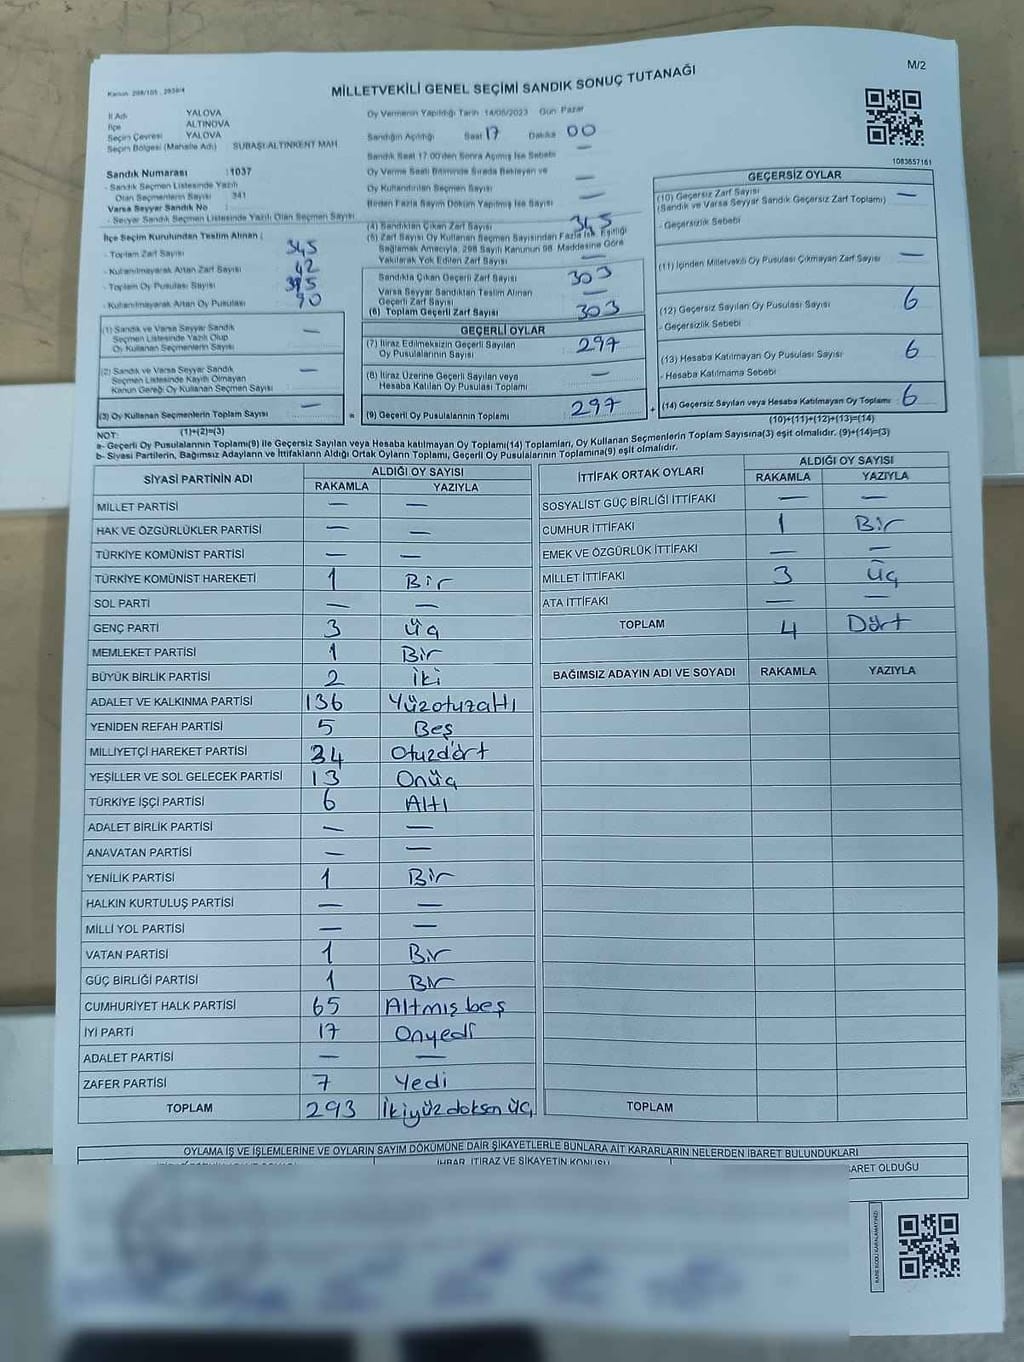 M/2
Kanun: 298/105 , 2839/4
MİLLETVEKİLİ GENEL SEÇİMİ SANDIK SONUÇ TUTANAĞI
İl Adı YALOVA
İlçe ALTINOVA
Seçim Çevresi YALOVA
Seçim Bölgesi (Mahalle Adı) SUBAŞI-ALTINKENT MAH.
Oy Vermenin Yapıldığı Tarih 14/05/2023 Gün Pazar
Sandığın Açıldığı Saat 17 Dakika 00
Sandık Saat 17.00'den Sonra Açılmış İse Sebebi —
Oy Verme Saati Bitiminde Sırada Bekleyen ve
Oy Kullandırılan Seçmen Sayısı —
Birden Fazla Sayım Döküm Yapılmış İse Sayısı —
1083657161
Sandık Numarası :1037
- Sandık Seçmen Listesinde Yazılı
Olan Seçmenlerin Sayısı : 341
Varsa Seyyar Sandık No :
- Seyyar Sandık Seçmen Listesinde Yazılı Olan Seçmen Sayısı
İlçe Seçim Kurulundan Teslim Alınan :
- Toplam Zarf Sayısı 345
- Kullanılmayarak Artan Zarf Sayısı 42
- Toplam Oy Pusulası Sayısı
- Kullanılmayarak Artan Oy Pusulası
(4) Sandıktan Çıkan Zarf Sayısı 345
(5) Zarf Sayısı Oy Kullanan Seçmen Sayısından Fazla İse, Eşitliği
Sağlamak Amacıyla, 298 Sayılı Kanunun 98. Maddesine Göre
Yakılarak Yok Edilen Zarf Sayısı —
Sandıkta Çıkan Geçerli Zarf Sayısı 303
Varsa Seyyar Sandıktan Teslim Alınan
Geçerli Zarf Sayısı —
(6) Toplam Geçerli Zarf Sayısı 303
GEÇERSİZ OYLAR
(10) Geçersiz Zarf Sayısı —
(Sandık ve Varsa Seyyar Sandık Geçersiz Zarf Toplamı)
- Geçersizlik Sebebi
(11) İçinden Milletvekili Oy Pusulası Çıkmayan Zarf Sayısı —
(12) Geçersiz Sayılan Oy Pusulası Sayısı 6
- Geçersizlik Sebebi
(13) Hesaba Katılmayan Oy Pusulası Sayısı 6
- Hesaba Katılmama Sebebi
(14) Geçersiz Sayılan veya Hesaba Katılmayan Oy Toplamı 6
(10)+(11)+(12)+(13)=(14)
(1) Sandık ve Varsa Seyyar Sandık
Seçmen Listesinde Yazılı Olup
Oy Kullanan Seçmenlerin Sayısı —
(2) Sandık ve Varsa Seyyar Sandık
Seçmen Listesinde Kayıtlı Olmayan
Kanun Gereği Oy Kullanan Seçmen Sayısı —
(3) Oy Kullanan Seçmenlerin Toplam Sayısı — =
(1)+(2)=(3)
GEÇERLİ OYLAR
(7) İtiraz Edilmeksizin Geçerli Sayılan
Oy Pusulalarının Sayısı 297
(8) İtiraz Üzerine Geçerli Sayılan veya
Hesaba Katılan Oy Pusulaları Toplamı —
(9) Geçerli Oy Pusulalarının Toplamı 297 +
NOT:
a- Geçerli Oy Pusulalarının Toplamı(9) ile Geçersiz Sayılan veya Hesaba katılmayan Oy Toplamı(14) Toplamları, Oy Kullanan Seçmenlerin Toplam Sayısına(3) eşit olmalıdır. (9)+(14)=(3)
b- Siyasi Partilerin, Bağımsız Adayların ve İttifakların Aldığı Ortak Oyların Toplamı, Geçerli Oy Pusulalarının Toplamına(9) eşit olmalıdır.
SİYASİ PARTİNİN ADI ALDIĞI OY SAYISI
RAKAMLA YAZIYLA
MİLLET PARTİSİ — —
HAK VE ÖZGÜRLÜKLER PARTİSİ — —
TÜRKİYE KOMÜNİST PARTİSİ — —
TÜRKİYE KOMÜNİST HAREKETİ 1 Bir
SOL PARTİ — —
GENÇ PARTİ 3 üç
MEMLEKET PARTİSİ 1 Bir
BÜYÜK BİRLİK PARTİSİ 2 iki
ADALET VE KALKINMA PARTİSİ 136 Yüzotuzaltı
YENİDEN REFAH PARTİSİ 5 Beş
MİLLİYETÇİ HAREKET PARTİSİ 34 Otuzdört
YEŞİLLER VE SOL GELECEK PARTİSİ 13 Onüç
TÜRKİYE İŞÇİ PARTİSİ 6 Altı
ADALET BİRLİK PARTİSİ — —
ANAVATAN PARTİSİ — —
YENİLİK PARTİSİ 1 Bir
HALKIN KURTULUŞ PARTİSİ — —
MİLLİ YOL PARTİSİ — —
VATAN PARTİSİ 1 Bir
GÜÇ BİRLİĞİ PARTİSİ 1 Bir
CUMHURİYET HALK PARTİSİ 65 Altmışbeş
İYİ PARTİ 17 Onyedi
ADALET PARTİSİ — —
ZAFER PARTİSİ 7 Yedi
TOPLAM 293 İkiyüzdoksanüç
İTTİFAK ORTAK OYLARI ALDIĞI OY SAYISI
RAKAMLA YAZIYLA
SOSYALİST GÜÇ BİRLİĞİ İTTİFAKI — —
CUMHUR İTTİFAKI 1 Bir
EMEK VE ÖZGÜRLÜK İTTİFAKI — —
MİLLET İTTİFAKI 3 üç
ATA İTTİFAKI — —
TOPLAM 4 Dört
BAĞIMSIZ ADAYIN ADI VE SOYADI RAKAMLA YAZIYLA
TOPLAM
OYLAMA İŞ VE İŞLEMLERİNE VE OYLARIN SAYIM DÖKÜMÜNE DAİR ŞİKAYETLERLE BUNLARA AİT KARARLARIN NELERDEN İBARET BULUNDUKLARI
İHBAR, İTİRAZ VE ŞİKAYETİN KONUSU
BARET OLDUĞU
KARE KODU KARALAMAYINIZ!